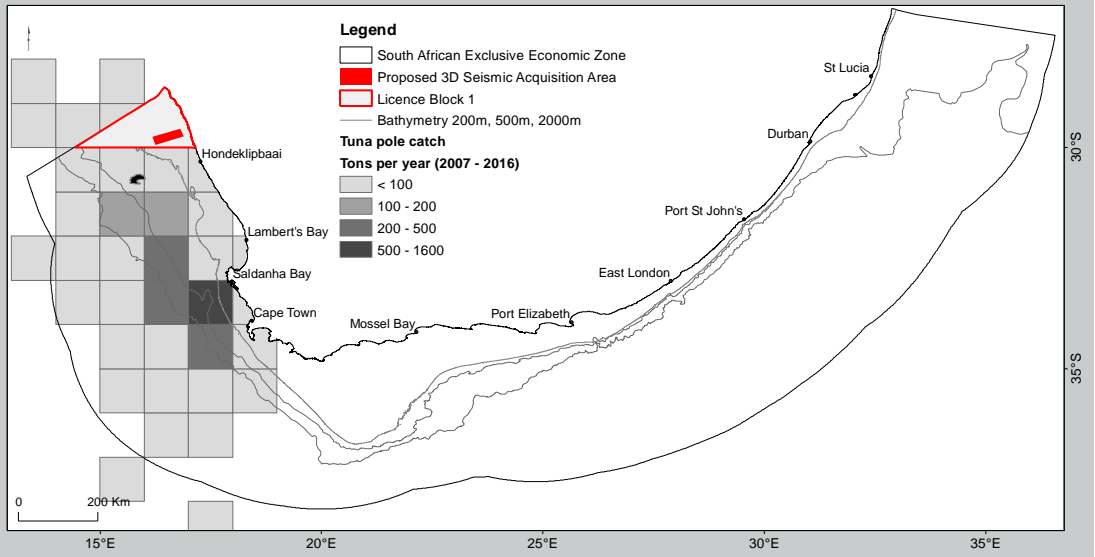 Legend
South African Exclusive Economic Zone
Proposed 3D Seismic Acquisition Area
Licence Block 1
Bathymetry 200m, 500m, 2000m
Tuna pole catch
Tons per year (2007 - 2016)
< 100
100 - 200
200 - 500
500 - 1600
St Lucia
Durban
Hondeklipbaai
Port St John's
Lambert's Bay
East London
Saldanha Bay
Cape Town
Mossel Bay
Port Elizabeth
30°S
35°S
0 200 Km
15°E 20°E 25°E 30°E 35°E